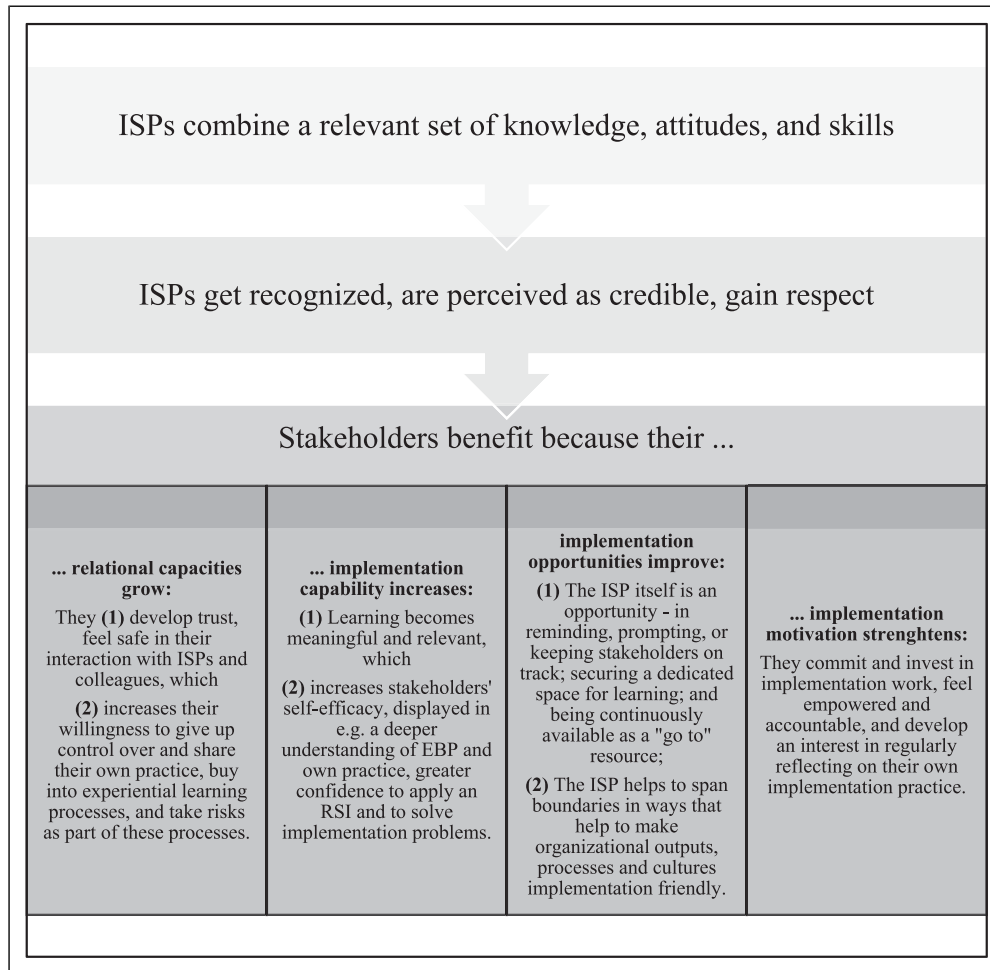 ISPs combine a relevant set of knowledge, attitudes, and skills
ISPs get recognized, are perceived as credible, gain respect
Stakeholders benefit because their ...
... relational capacities
grow:
They (1) develop trust,
feel safe in their
interaction with ISPs and
colleagues, which
(2) increases their
willingness to give up
control over and share
their own practice, buy
into experiential learning
processes, and take risks
as part of these processes.
... implementation
capability increases:
(1) Learning becomes
meaningful and relevant,
which
(2) increases stakeholders'
self-efficacy, displayed in
e.g. a deeper
understanding of EBP and
own practice, greater
confidence to apply an
RSI and to solve
implementation problems.
implementation
opportunities improve:
(1) The ISP itself is an
opportunity - in
reminding, prompting, or
keeping stakeholders on
track; securing a dedicated
space for learning; and
being continuously
available as a "go to"
resource;
(2) The ISP helps to span
boundaries in ways that
help to make
organizational outputs,
processes and cultures
implementation friendly.
... implementation
motivation strenghtens:
They commit and invest in
implementation work, feel
empowered and
accountable, and develop
an interest in regularly
reflecting on their own
implementation practice.